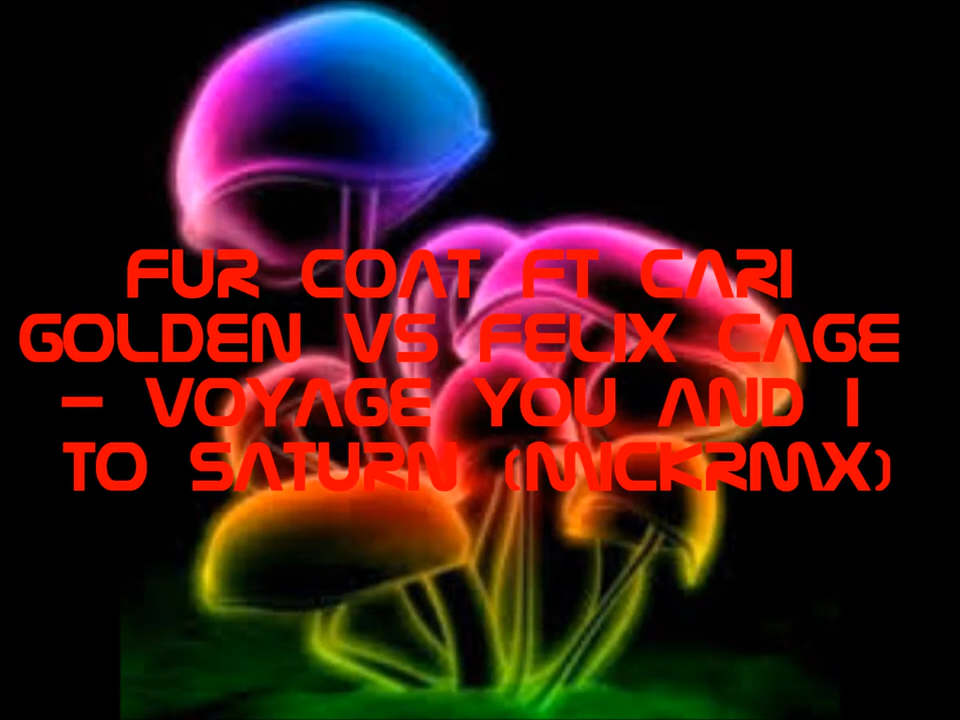 FUR COAT FT CARI
GOLDEN VS FELIX CAGE
- VOYAGE YOU AND I
TO SATURN (MICKRMX)